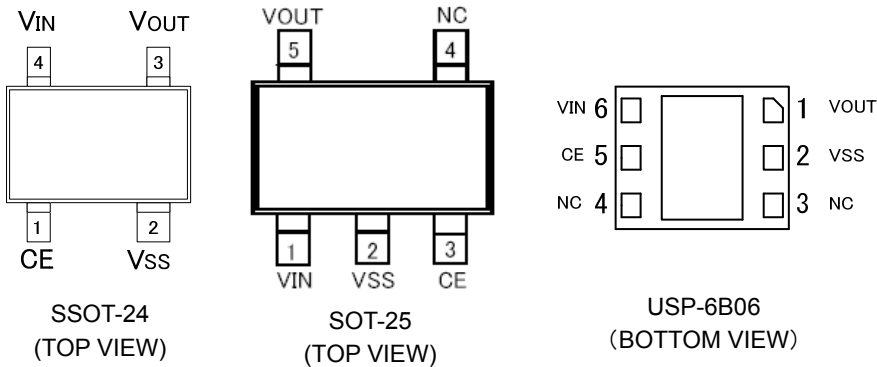 VIN VOUT
4 3
1 2
CE VSS
SSOT-24
(TOP VIEW)
VOUT NC
5 4
1 2 3
VIN VSS CE
SOT-25
(TOP VIEW)
VIN 6 1 VOUT
CE 5 2 VSS
NC 4 3 NC
USP-6B06
(BOTTOM VIEW)